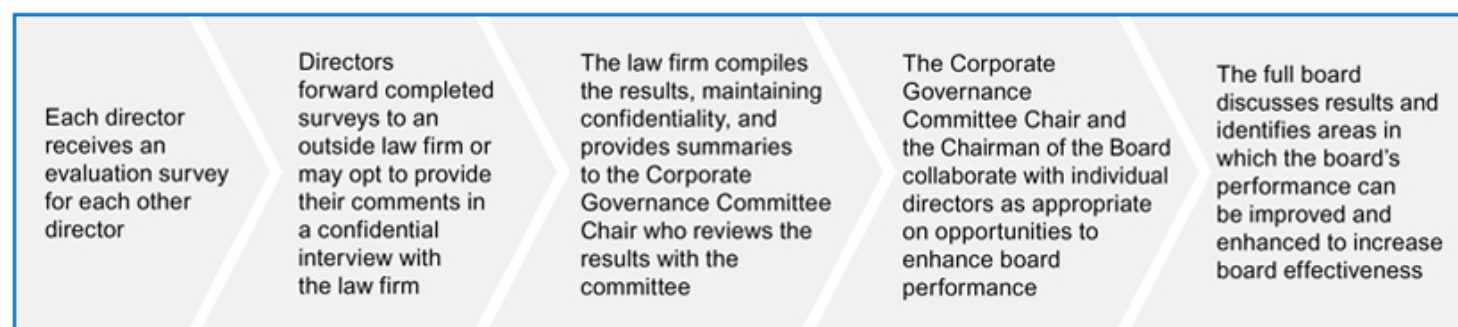 Each director
receives an
evaluation survey
for each other
director
Directors
forward completed
surveys to an
outside law firm or
may opt to provide
their comments in
a confidential
interview with
the law firm
The law firm compiles
the results, maintaining
confidentiality, and
provides summaries
to the Corporate
Governance Committee
Chair who reviews the
results with the
committee
The Corporate
Governance
Committee Chair and
the Chairman of the Board
collaborate with individual
directors as appropriate
on opportunities to
enhance board
performance
The full board
discusses results and
identifies areas in
which the board's
performance can
be improved and
enhanced to increase
board effectiveness